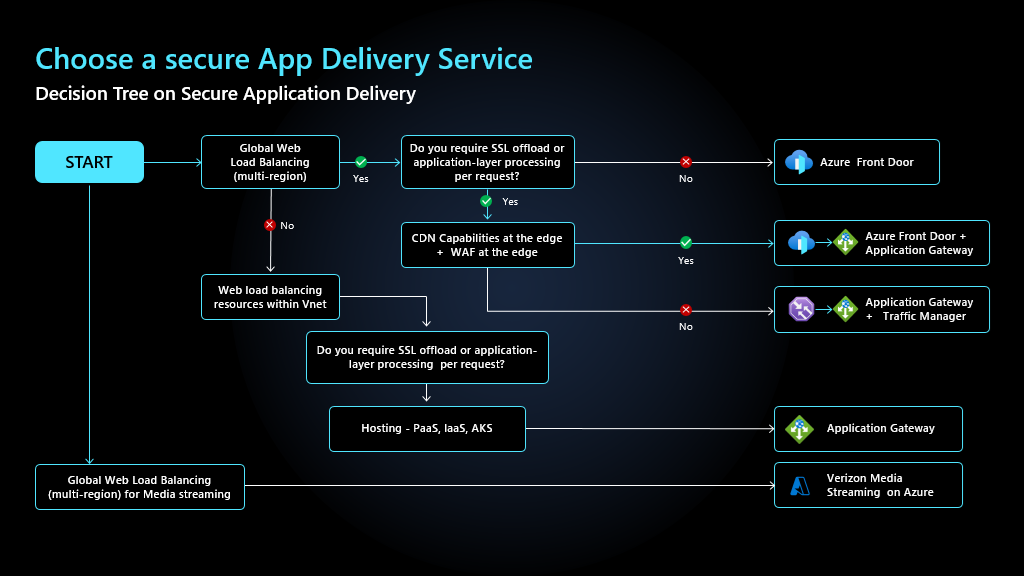 Choose a secure App Delivery Service
Decision Tree on Secure Application Delivery
START
Global Web
Load Balancing
(multi-region)
Yes
Do you require SSL offload or
application-layer processing
per request?
No
Azure Front Door
No
Yes
CDN Capabilities at the edge
+ WAF at the edge
Yes
Azure Front Door +
Application Gateway
Web load balancing
resources within Vnet
No
Application Gateway
+ Traffic Manager
Do you require SSL offload or application-
layer processing per request?
Hosting - PaaS, IaaS, AKS
Application Gateway
Global Web Load Balancing
(multi-region) for Media streaming
Verizon Media
Streaming on Azure